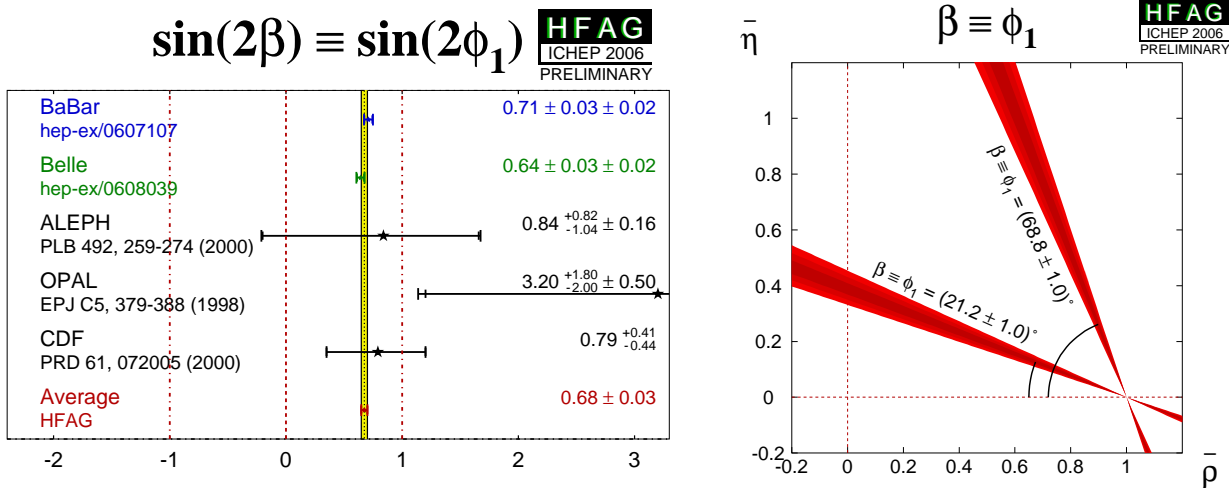 sin(2β) ≡ sin(2ϕ₁)
HFAG
ICHEP 2006
PRELIMINARY
BaBar
hep-ex/0607107
0.71 ± 0.03 ± 0.02
Belle
hep-ex/0608039
0.64 ± 0.03 ± 0.02
ALEPH
PLB 492, 259-274 (2000)
0.84 +0.82 -1.04 ± 0.16
OPAL
EPJ C5, 379-388 (1998)
3.20 +1.80 -2.00 ± 0.50
CDF
PRD 61, 072005 (2000)
0.79 +0.41 -0.44
Average
HFAG
0.68 ± 0.03
-2 -1 0 1 2 3
β ≡ ϕ₁
HFAG
ICHEP 2006
PRELIMINARY
η̄
1
0.8
0.6
0.4
0.2
0
-0.2
β ≡ ϕ₁ = (68.8 ± 1.0)°
β ≡ ϕ₁ = (21.2 ± 1.0)°
-0.2 0 0.2 0.4 0.6 0.8 1
ρ̄